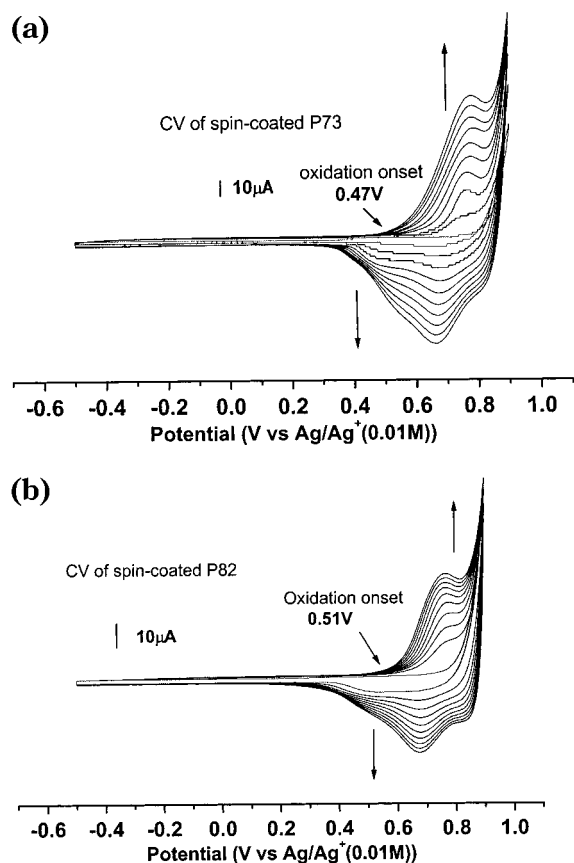 (a)
CV of spin-coated P73
10μA
oxidation onset
0.47V
-0.6 -0.4 -0.2 0.0 0.2 0.4 0.6 0.8 1.0
Potential (V vs Ag/Ag⁺(0.01M))
(b)
CV of spin-coated P82
10μA
Oxidation onset
0.51V
-0.6 -0.4 -0.2 0.0 0.2 0.4 0.6 0.8 1.0
Potential (V vs Ag/Ag⁺(0.01M))